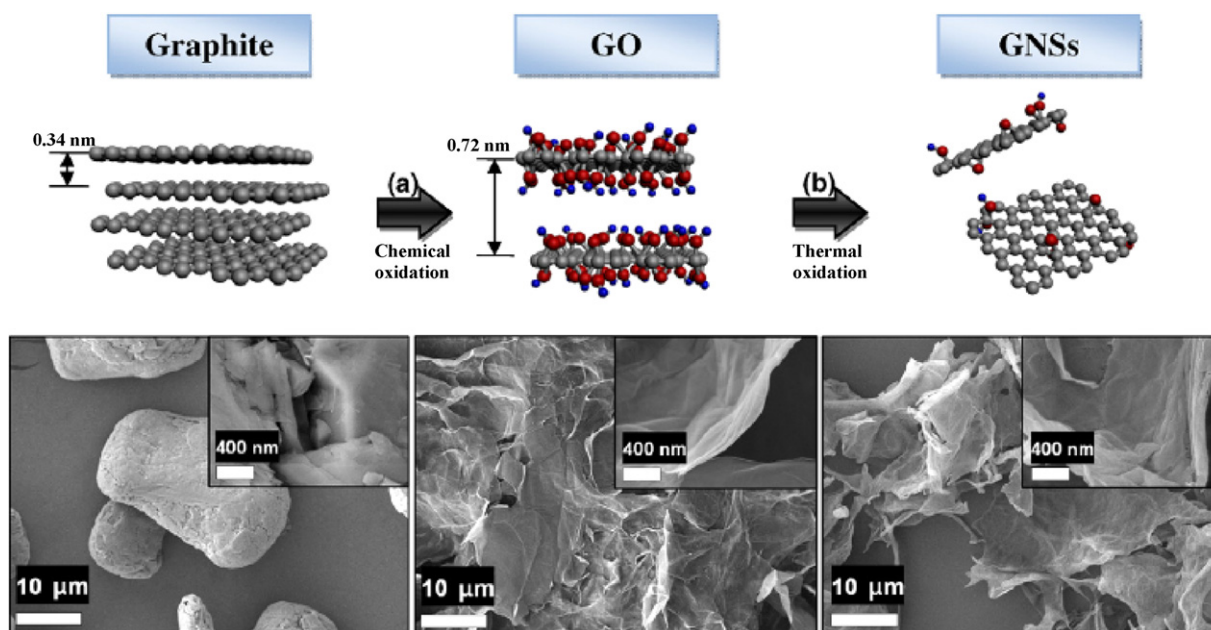 Graphite
GO
GNSs
0.34 nm
0.72 nm
(a)
(b)
Chemical
oxidation
Thermal
oxidation
400 nm
400 nm
400 nm
10 µm
10 µm
10 µm